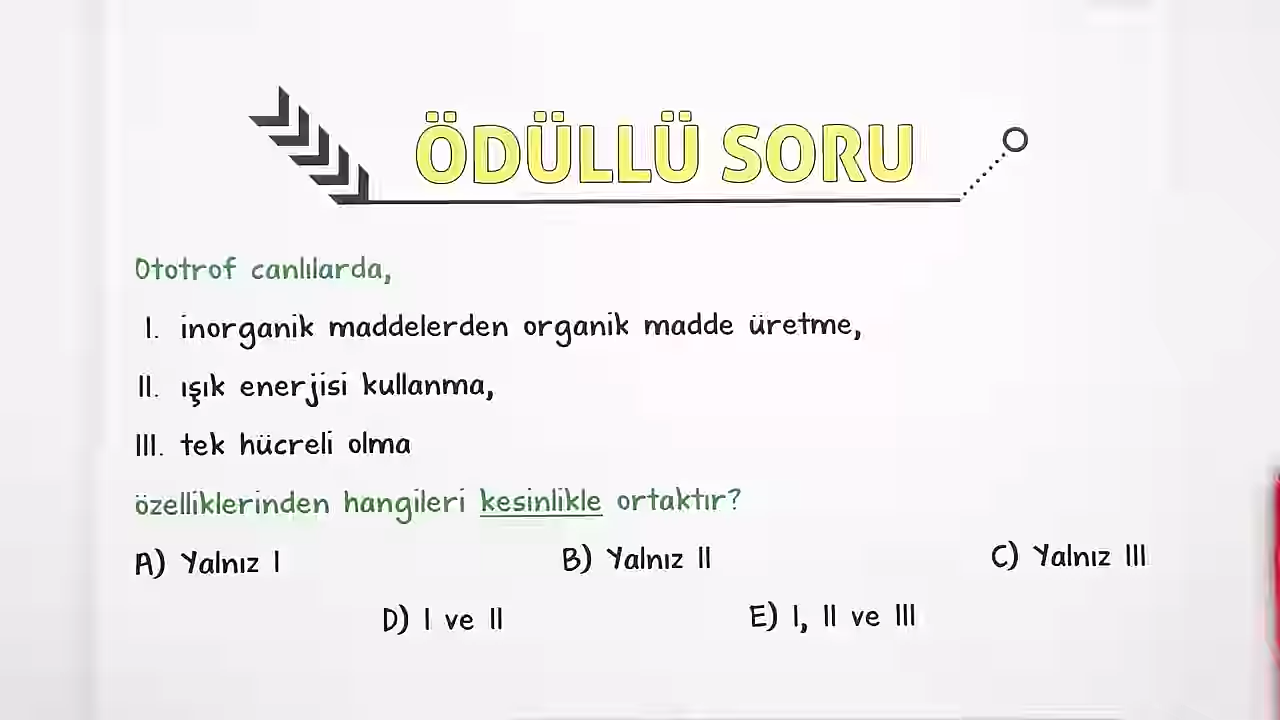 ÖDÜLLÜ SORU
Ototrof canlılarda,
I. inorganik maddelerden organik madde üretme,
II. ışık enerjisi kullanma,
III. tek hücreli olma
özelliklerinden hangileri kesinlikle ortaktır?
A) Yalnız I B) Yalnız II C) Yalnız III
D) I ve II E) I, II ve III